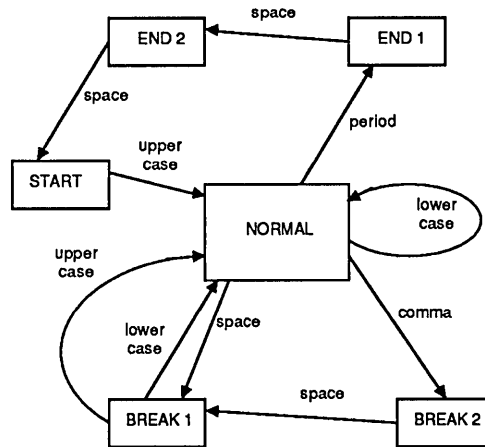 space
END 2
END 1
space
period
upper
case
START
lower
case
NORMAL
upper
case
lower
case
space
comma
space
BREAK 1
BREAK 2